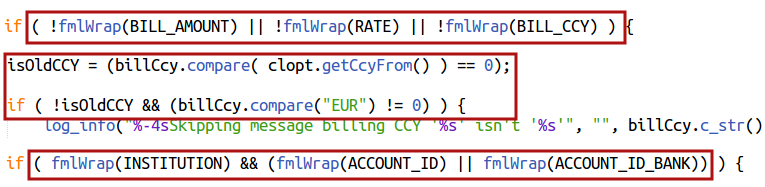 if ( !fmlWrap(BILL_AMOUNT) || !fmlWrap(RATE) || !fmlWrap(BILL_CCY) ) {
isOldCCY = (billCcy.compare( clopt.getCcyFrom() ) == 0);
if ( !isOldCCY && (billCcy.compare("EUR") != 0) ) {
log_info("%-4sSkipping message billing CCY '%s' isn't '%s'", "", billCcy.c_str()
if ( fmlWrap(INSTITUTION) && (fmlWrap(ACCOUNT_ID) || fmlWrap(ACCOUNT_ID_BANK)) ) {